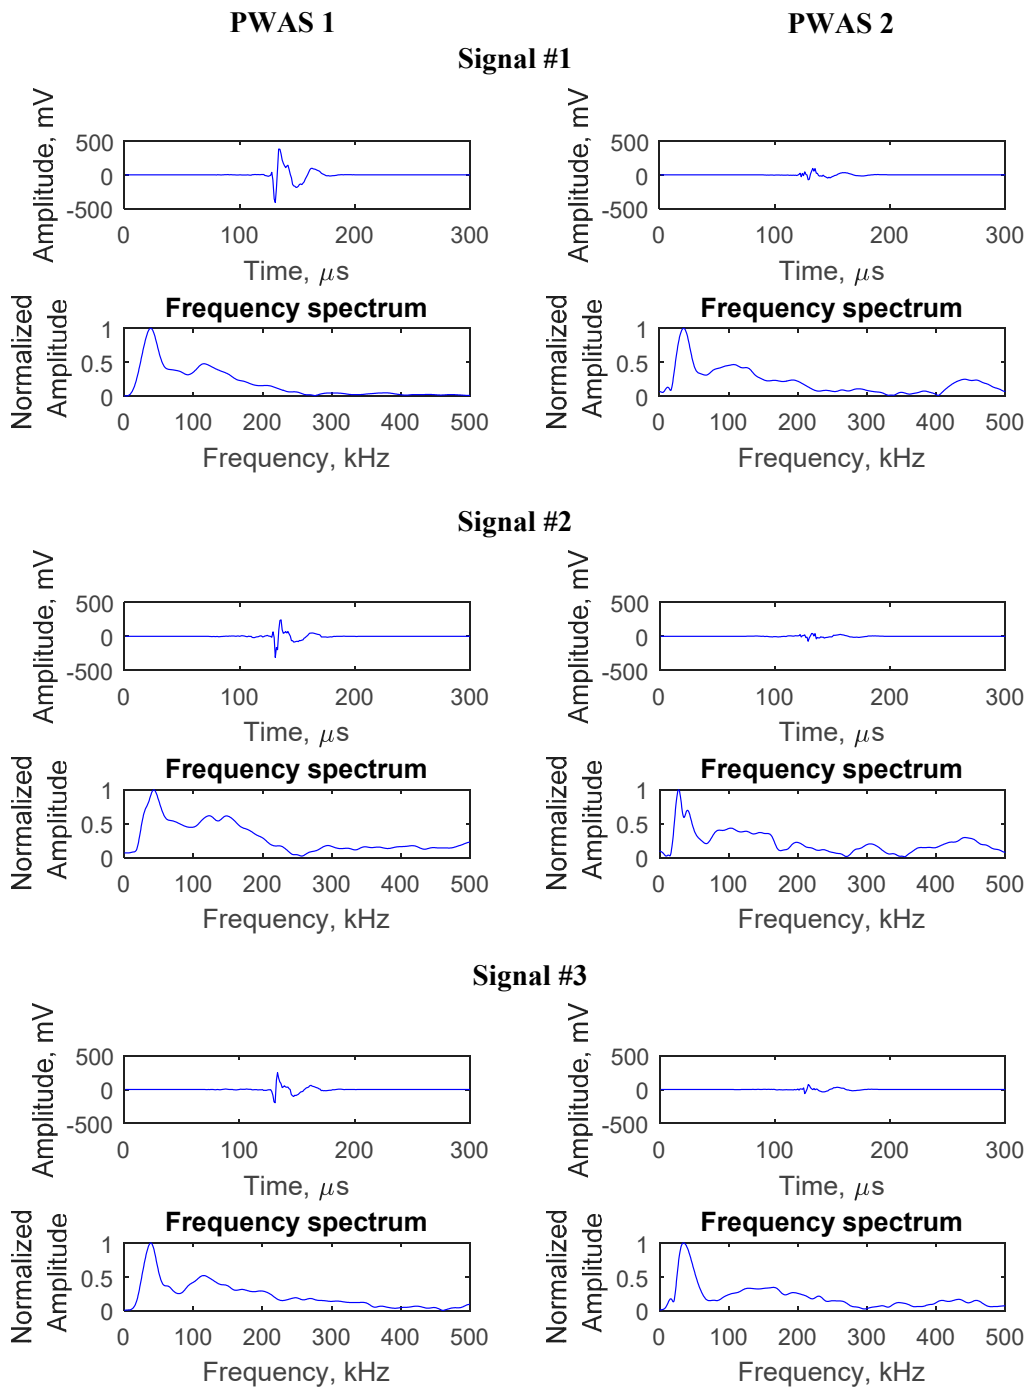 PWAS 1 PWAS 2
Signal #1
Amplitude, mV
500
0
-500
0 100 200 300
Time, μs
Amplitude, mV
500
0
-500
0 100 200 300
Time, μs
Frequency spectrum
Normalized
Amplitude
1
0.5
0
0 100 200 300 400 500
Frequency, kHz
Frequency spectrum
Normalized
Amplitude
1
0.5
0
0 100 200 300 400 500
Frequency, kHz
Signal #2
Amplitude, mV
500
0
-500
0 100 200 300
Time, μs
Amplitude, mV
500
0
-500
0 100 200 300
Time, μs
Frequency spectrum
Normalized
Amplitude
1
0.5
0
0 100 200 300 400 500
Frequency, kHz
Frequency spectrum
Normalized
Amplitude
1
0.5
0
0 100 200 300 400 500
Frequency, kHz
Signal #3
Amplitude, mV
500
0
-500
0 100 200 300
Time, μs
Amplitude, mV
500
0
-500
0 100 200 300
Time, μs
Frequency spectrum
Normalized
Amplitude
1
0.5
0
0 100 200 300 400 500
Frequency, kHz
Frequency spectrum
Normalized
Amplitude
1
0.5
0
0 100 200 300 400 500
Frequency, kHz